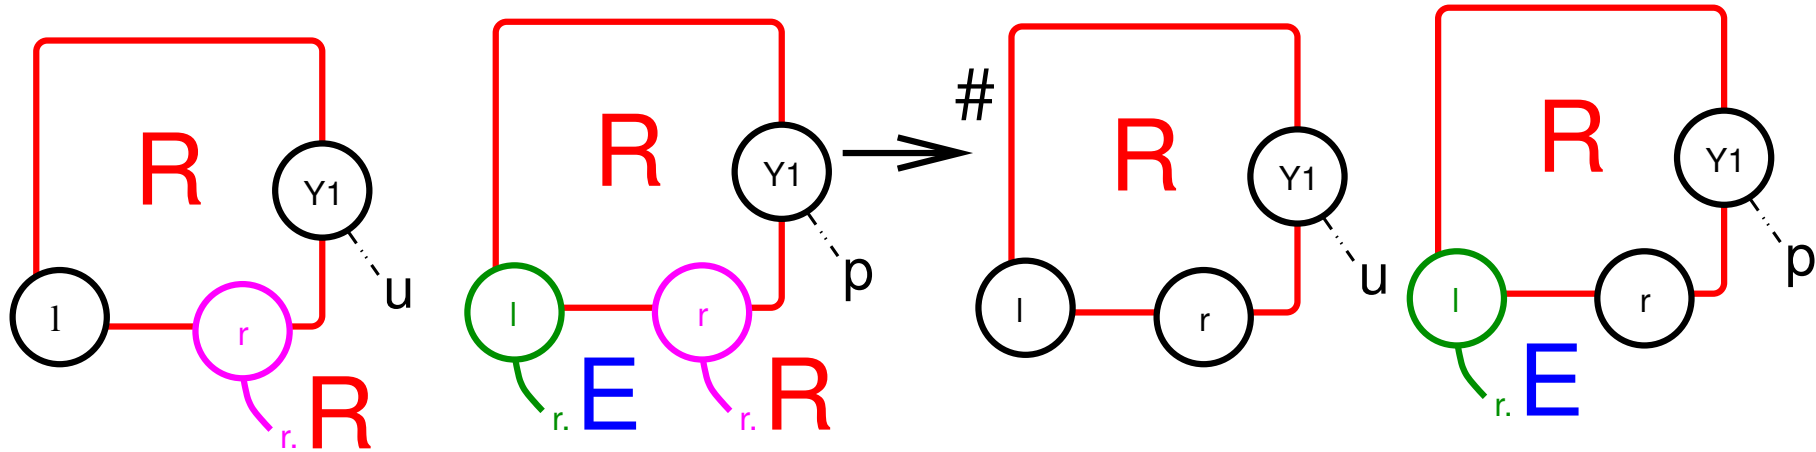 R Y1 u l r r. R
R Y1 p l r. E r r. R
# R Y1 u l r
R Y1 p l r. E r